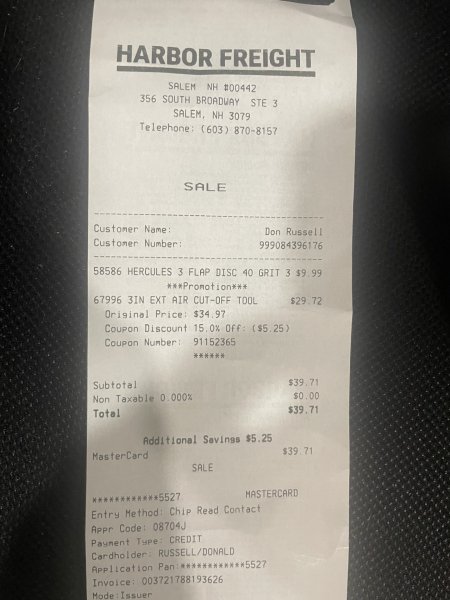 HARBOR FREIGHT
SALEM NH #00442
356 SOUTH BROADWAY STE 3
SALEM, NH 3079
Telephone: (603) 870-8157
SALE
Customer Name: Don Russell
Customer Number: 999084396176
58586 HERCULES 3 FLAP DISC 40 GRIT 3 $9.99
***Promotion***
67996 3IN EXT AIR CUT-OFF TOOL $29.72
Original Price: $34.97
Coupon Discount 15.0% Off: ($5.25)
Coupon Number: 91152365
******
Subtotal $39.71
Non Taxable 0.000% $0.00
Total $39.71
Additional Savings $5.25
MasterCard $39.71
SALE
************5527 MASTERCARD
Entry Method: Chip Read Contact
Appr Code: 08704J
Payment Type: CREDIT
Cardholder: RUSSELL/DONALD
Application Pan:************5527
Invoice: 003721788193626
Mode:Issuer